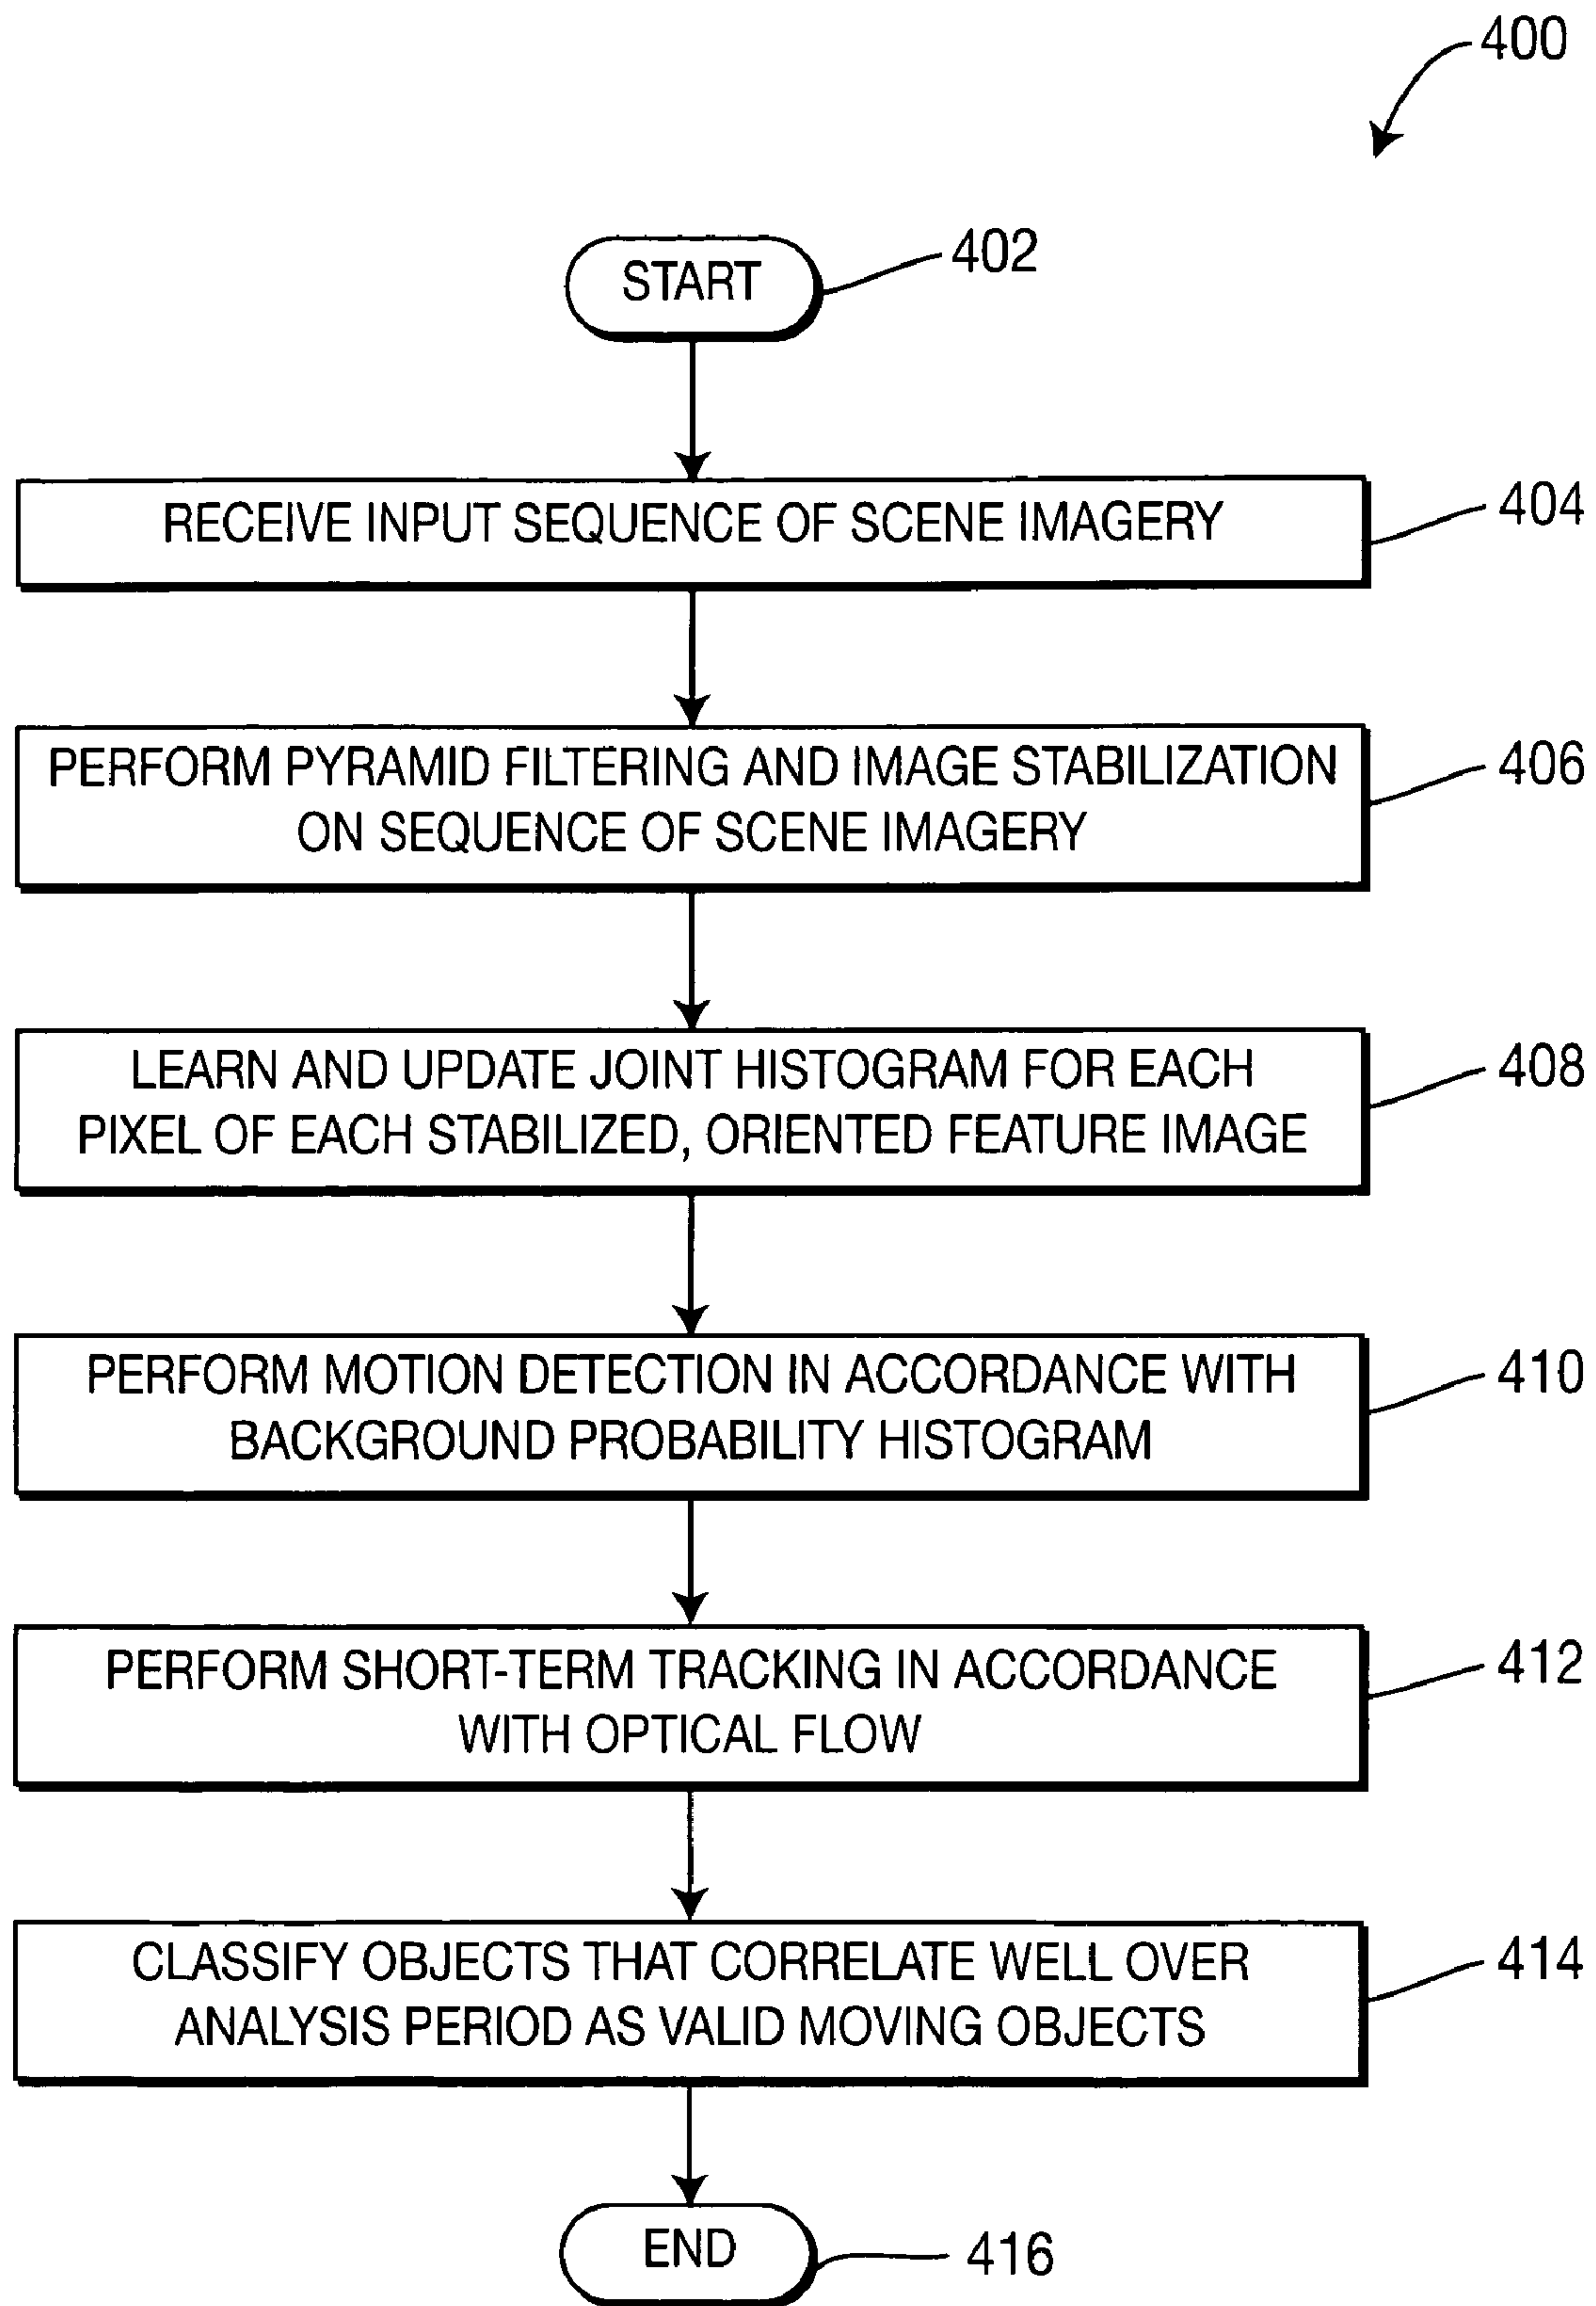 400
START
402
RECEIVE INPUT SEQUENCE OF SCENE IMAGERY
404
PERFORM PYRAMID FILTERING AND IMAGE STABILIZATION
ON SEQUENCE OF SCENE IMAGERY
406
LEARN AND UPDATE JOINT HISTOGRAM FOR EACH
PIXEL OF EACH STABILIZED, ORIENTED FEATURE IMAGE
408
PERFORM MOTION DETECTION IN ACCORDANCE WITH
BACKGROUND PROBABILITY HISTOGRAM
410
PERFORM SHORT-TERM TRACKING IN ACCORDANCE
WITH OPTICAL FLOW
412
CLASSIFY OBJECTS THAT CORRELATE WELL OVER
ANALYSIS PERIOD AS VALID MOVING OBJECTS
414
END
416